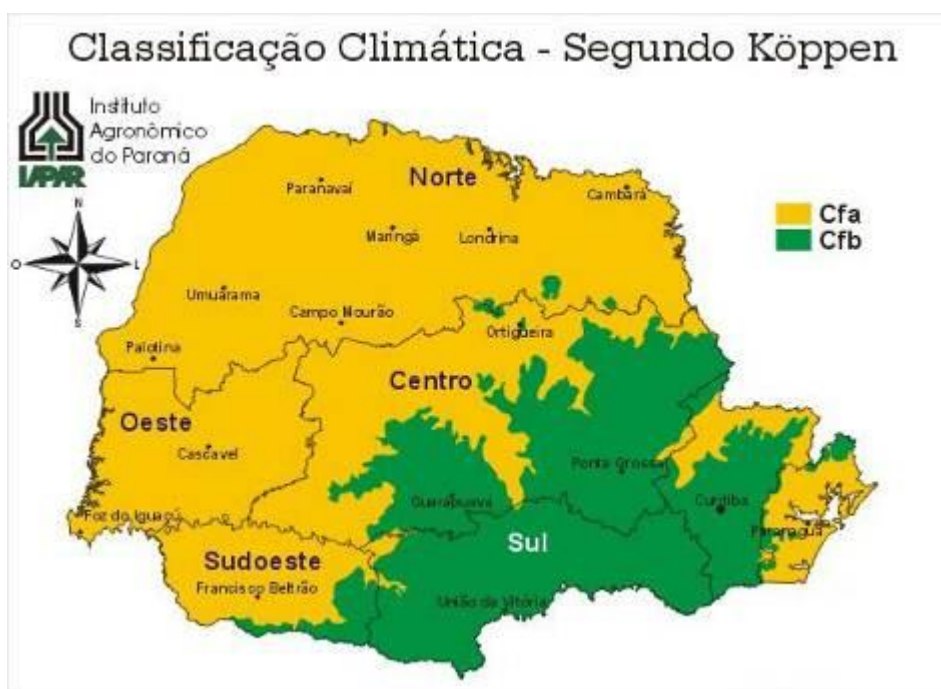 Classificação Climática - Segundo Köppen
Instituto
Agronômico
do Paraná
IAPAR
N
O
L
S
Cfa
Cfb
Norte
Paranavaí
Cambará
Maringá
Londrina
Umuarama
Campo Mourão
Ortigueira
Palotina
Centro
Oeste
Cascavel
Ponta Grossa
Guarapuava
Curitiba
Foz do Iguaçú
Paranaguá
Sul
Sudoeste
Francisco Beltrão
União da Vitória